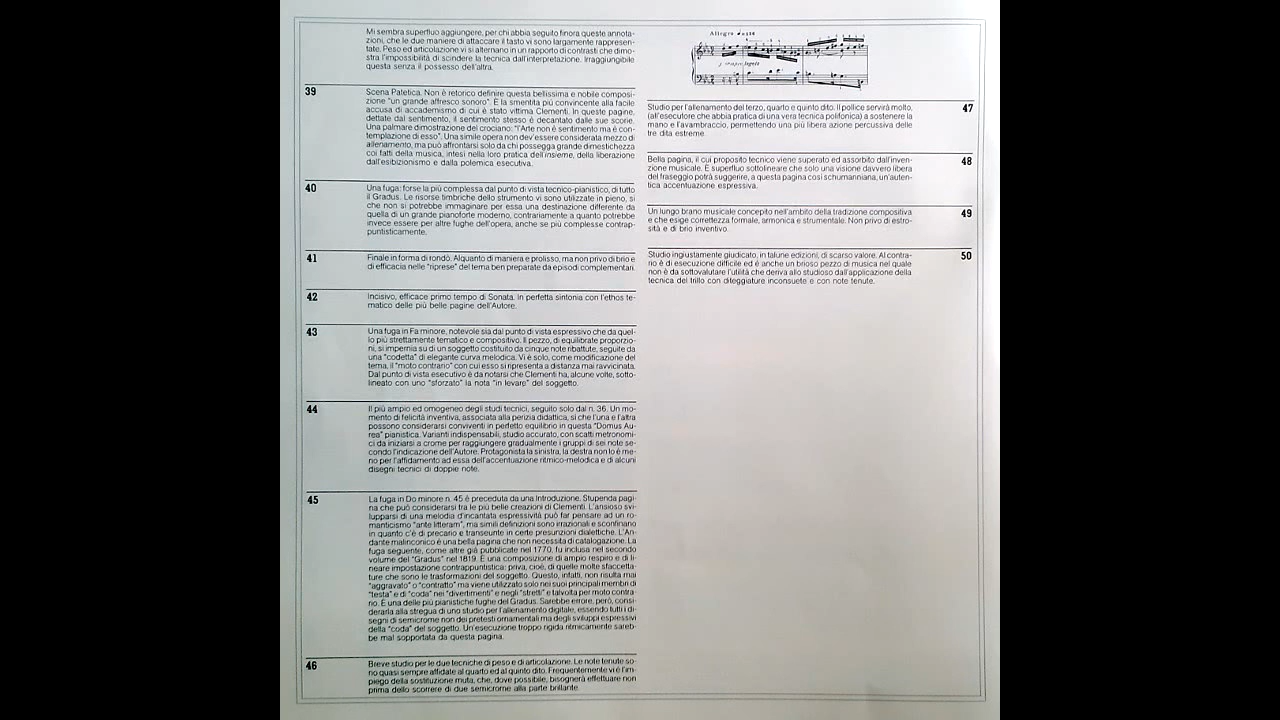 Mi sembra superfluo aggiungere, per chi abbia seguito finora queste annota-
zioni, che le due maniere di attaccare il tasto vi sono largamente rappresen-
tate. Peso ed articolazione vi si alternano in un rapporto di contrasti che dimo-
stra l'impossibilità di scindere la tecnica dall'interpretazione. Irraggiungibile
questa senza il possesso dell'altra.
39
Scena Patetica. Non è retorico definire questa bellissima e nobile composi-
zione "un grande affresco sonoro". È la smentita più convincente alla facile
accusa di accademismo di cui è stato vittima Clementi. In queste pagine,
dettate dal sentimento, il sentimento stesso è decantato dalle sue scorie.
Una palmare dimostrazione del crociano: "l'Arte non è sentimento ma è con-
templazione di esso". Una simile opera non dev'essere considerata mezzo di
allenamento, ma può affrontarsi solo da chi possegga grande dimestichezza
coi fatti della musica, intesi nella loro pratica dell'insieme, della liberazione
dall'esibizionismo e dalla polemica esecutiva.
40
Una fuga: forse la più complessa dal punto di vista tecnico-pianistico, di tutto
il Gradus. Le risorse timbriche dello strumento vi sono utilizzate in pieno, sì
che non si potrebbe immaginare per essa una destinazione differente da
quella di un grande pianoforte moderno, contrariamente a quanto potrebbe
invece essere per altre fughe dell'opera, anche se più complesse contrap-
puntisticamente.
41
Finale in forma di rondò. Alquanto di maniera e prolisso, ma non privo di brio e
di efficacia nelle "riprese" del tema ben preparate da episodi complementari.
42
Incisivo, efficace primo tempo di Sonata. In perfetta sintonia con l'ethos te-
matico delle più belle pagine dell'Autore.
43
Una fuga in Fa minore, notevole sia dal punto di vista espressivo che da quel-
lo più strettamente tematico e compositivo. Il pezzo, di equilibrate proporzio-
ni, si impernia su di un soggetto costituito da cinque note ribattute, seguite da
una "codetta" di elegante curva melodica. Vi è solo, come modificazione del
tema, il "moto contrario" con cui esso si ripresenta a distanza mai ravvicinata.
Dal punto di vista esecutivo è da notarsi che Clementi ha, alcune volte, sotto-
lineato con uno "sforzato" la nota "in levare" del soggetto.
44
Il più ampio ed omogeneo degli studi tecnici, seguito solo dal n. 36. Un mo-
mento di felicità inventiva, associata alla perizia didattica, sì che l'una e l'altra
possono considerarsi conviventi in perfetto equilibrio in questa "Domus Au-
rea" pianistica. Varianti indispensabili, studio accurato, con scatti metronomi-
ci da iniziarsi a crome per raggiungere gradualmente i gruppi di sei note se-
condo l'indicazione dell'Autore. Protagonista la sinistra, la destra non lo è me-
no per l'affidamento ad essa dell'accentuazione ritmico-melodica e di alcuni
disegni tecnici di doppie note.
45
La fuga in Do minore n. 45 è preceduta da una Introduzione. Stupenda pagi-
na che può considerarsi tra le più belle creazioni di Clementi. L'ansioso svi-
lupparsi di una melodia d'incantata espressività può far pensare ad un ro-
manticismo "ante litteram", ma simili definizioni sono irrazionali e sconfinano
in quanto c'è di precario e transeunte in certe presunzioni dialettiche. L'An-
dante malinconico è una bella pagina che non necessita di catalogazione. La
fuga seguente, come altre già pubblicate nel 1770, fu inclusa nel secondo
volume del "Gradus" nel 1819. È una composizione di ampio respiro e di li-
neare impostazione contrappuntistica: priva, cioè, di quelle molte sfaccetta-
ture che sono le trasformazioni del soggetto. Questo, infatti, non risulta mai
"aggravato" o "contratto" ma viene utilizzato solo nei suoi principali membri di
"testa" e di "coda" nei "divertimenti" e negli "stretti" e talvolta per moto contra-
rio. È una delle più pianistiche fughe del Gradus. Sarebbe errore, però, consi-
derarla alla stregua di uno studio per l'allenamento digitale, essendo tutti i di-
segni di semicrome non dei pretesti ornamentali ma degli sviluppi espressivi
della "coda" del soggetto. Un'esecuzione troppo rigida ritmicamente sareb-
be mal sopportata da questa pagina.
46
Breve studio per le due tecniche di peso e di articolazione. Le note tenute so-
no quasi sempre affidate al quarto ed al quinto dito. Frequentemente vi è l'im-
piego della sostituzione muta, che, dove possibile, bisognerà effettuare non
prima dello scorrere di due semicrome alla parte brillante.
Allegro
f sempre legato
47
Studio per l'allenamento del terzo, quarto e quinto dito. Il pollice servirà molto,
(all'esecutore che abbia pratica di una vera tecnica polifonica) a sostenere la
mano e l'avambraccio, permettendo una più libera azione percussiva delle
tre dita estreme.
48
Bella pagina, il cui proposito tecnico viene superato ed assorbito dall'inven-
zione musicale. È superfluo sottolineare che solo una visione davvero libera
del fraseggio potrà suggerire, a questa pagina così schumanniana, un'auten-
tica accentuazione espressiva.
49
Un lungo brano musicale concepito nell'ambito della tradizione compositiva
e che esige correttezza formale, armonica e strumentale. Non privo di estro-
sità e di brio inventivo.
50
Studio ingiustamente giudicato, in talune edizioni, di scarso valore. Al contra-
rio è di esecuzione difficile ed è anche un brioso pezzo di musica nel quale
non è da sottovalutare l'utilità che deriva allo studioso dall'applicazione della
tecnica del trillo con diteggiature inconsuete e con note tenute.